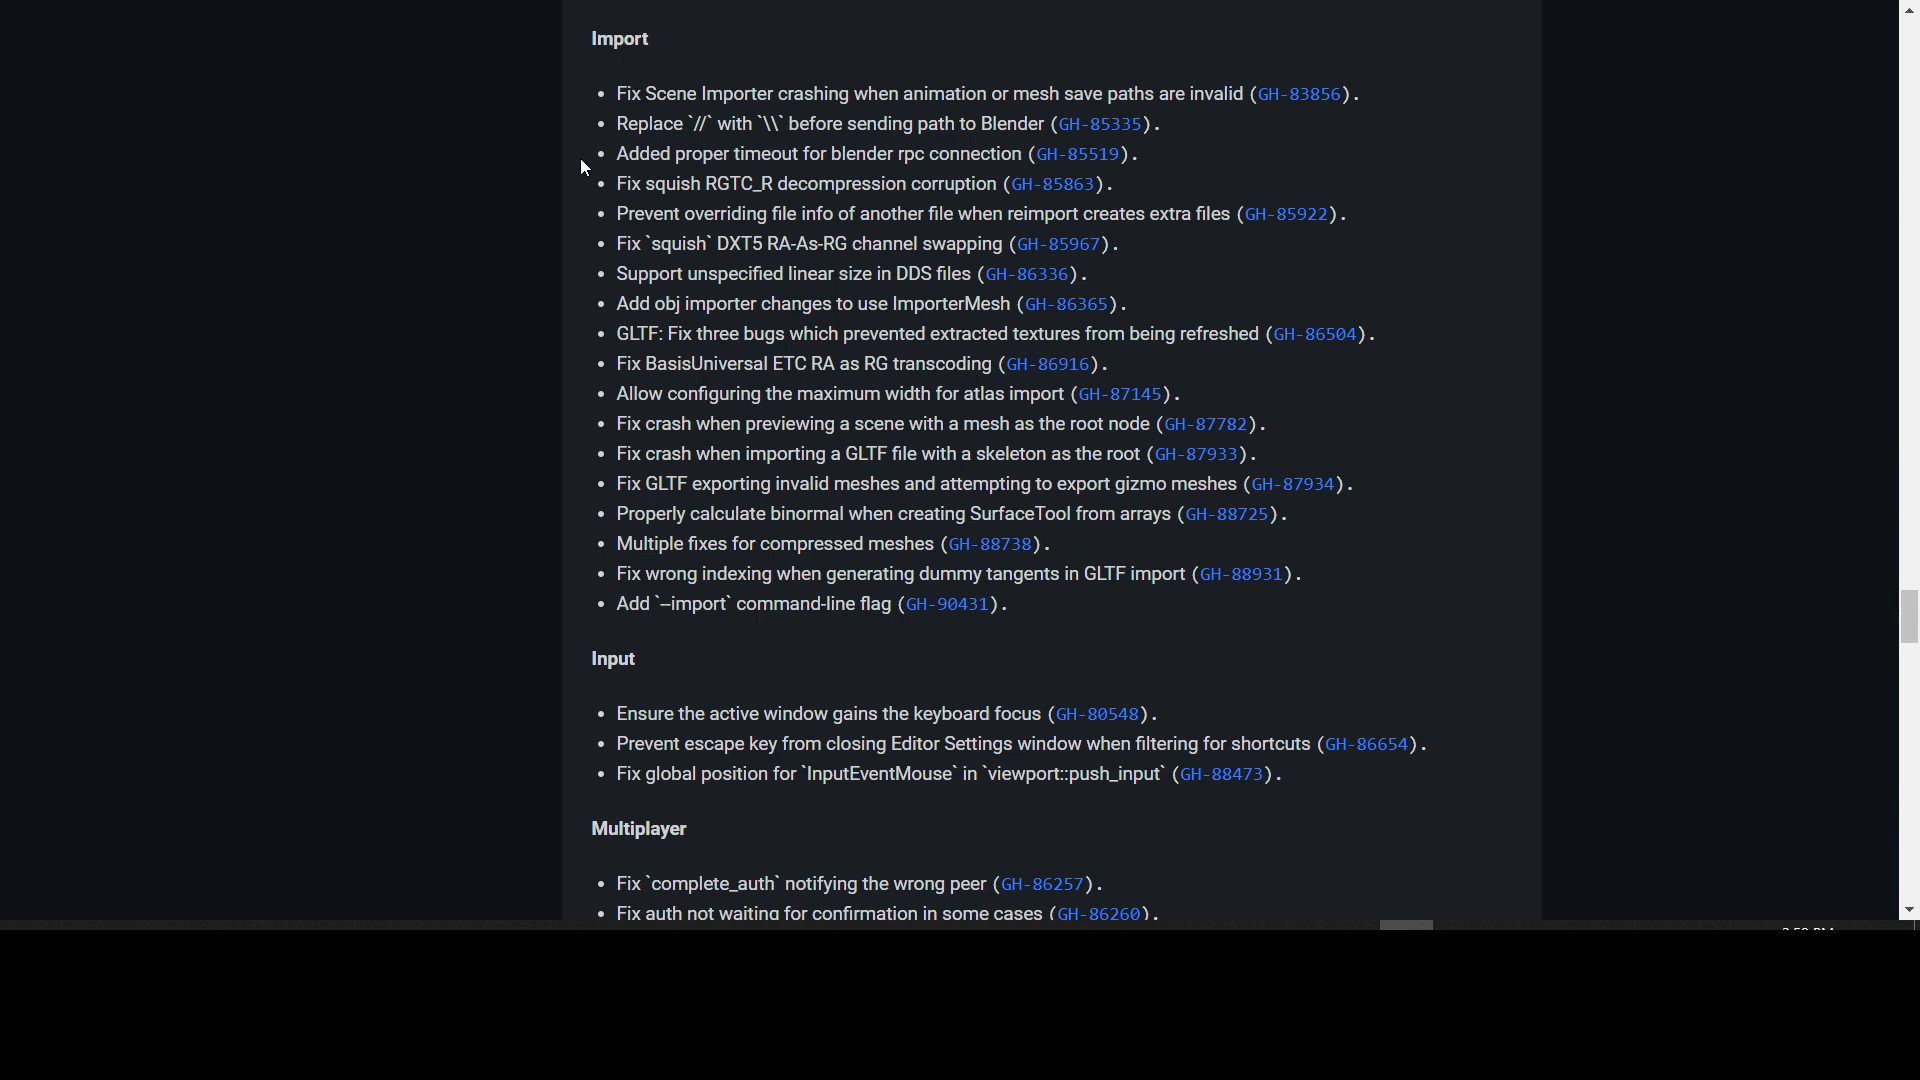 Import
• Fix Scene Importer crashing when animation or mesh save paths are invalid (GH-83856).
• Replace `//` with `\\` before sending path to Blender (GH-85335).
• Added proper timeout for blender rpc connection (GH-85519).
• Fix squish RGTC_R decompression corruption (GH-85863).
• Prevent overriding file info of another file when reimport creates extra files (GH-85922).
• Fix `squish` DXT5 RA-As-RG channel swapping (GH-85967).
• Support unspecified linear size in DDS files (GH-86336).
• Add obj importer changes to use ImporterMesh (GH-86365).
• GLTF: Fix three bugs which prevented extracted textures from being refreshed (GH-86504).
• Fix BasisUniversal ETC RA as RG transcoding (GH-86916).
• Allow configuring the maximum width for atlas import (GH-87145).
• Fix crash when previewing a scene with a mesh as the root node (GH-87782).
• Fix crash when importing a GLTF file with a skeleton as the root (GH-87933).
• Fix GLTF exporting invalid meshes and attempting to export gizmo meshes (GH-87934).
• Properly calculate binormal when creating SurfaceTool from arrays (GH-88725).
• Multiple fixes for compressed meshes (GH-88738).
• Fix wrong indexing when generating dummy tangents in GLTF import (GH-88931).
• Add `–import` command-line flag (GH-90431).
Input
• Ensure the active window gains the keyboard focus (GH-80548).
• Prevent escape key from closing Editor Settings window when filtering for shortcuts (GH-86654).
• Fix global position for `InputEventMouse` in `viewport::push_input` (GH-88473).
Multiplayer
• Fix `complete_auth` notifying the wrong peer (GH-86257).
• Fix auth not waiting for confirmation in some cases (GH-86260).